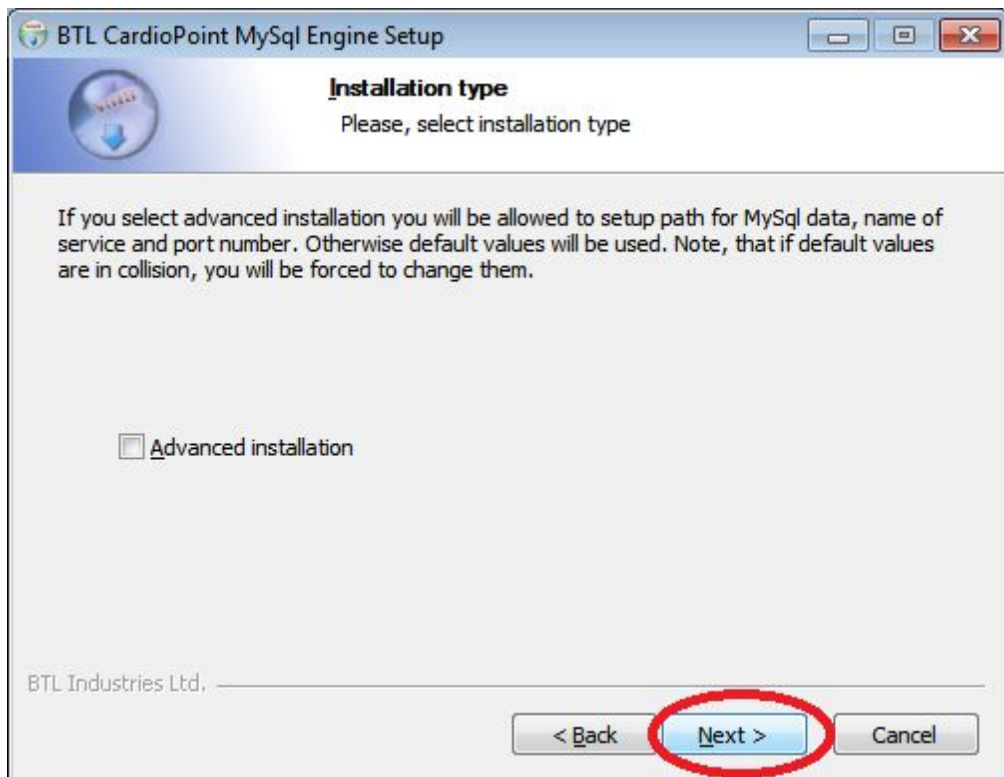 BTL CardioPoint MySql Engine Setup
Installation type
Please, select installation type
If you select advanced installation you will be allowed to setup path for MySql data, name of
service and port number. Otherwise default values will be used. Note, that if default values
are in collision, you will be forced to change them.
Advanced installation
BTL Industries Ltd.
< Back Next > Cancel